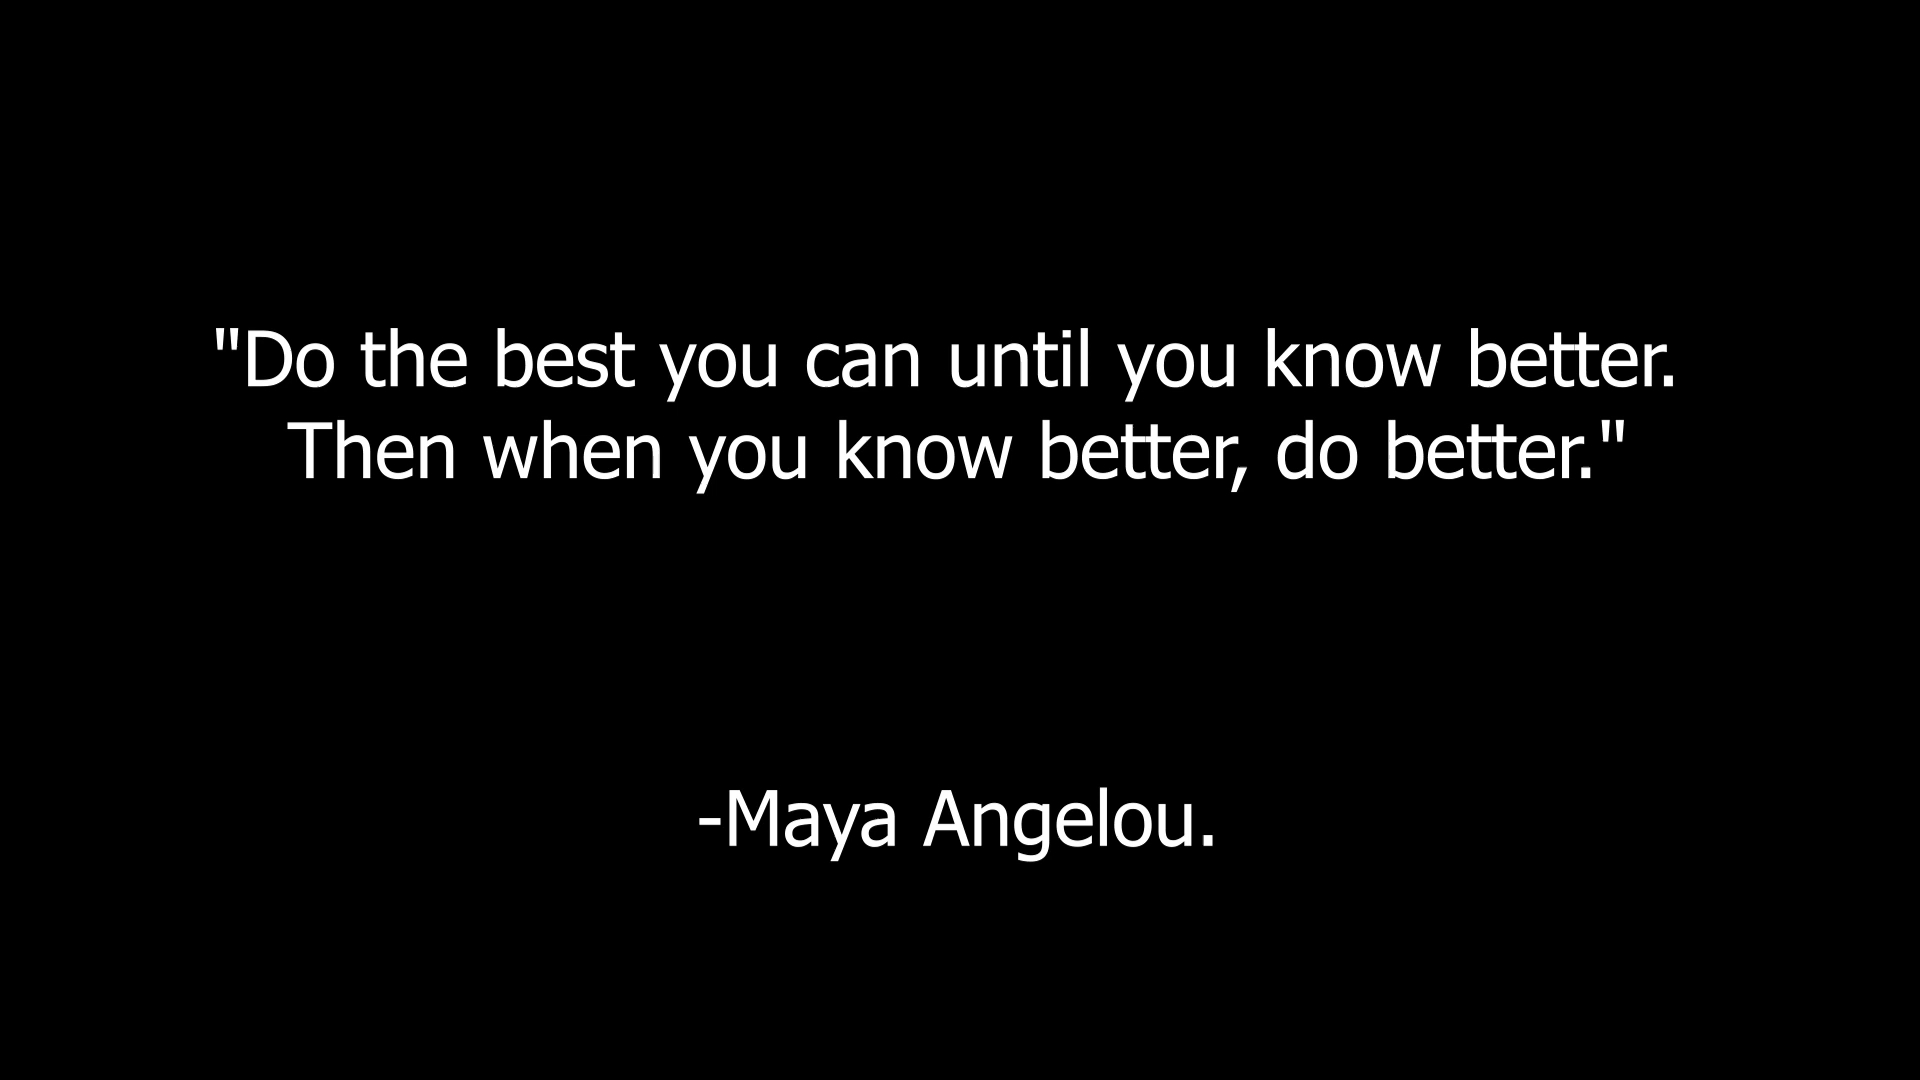 "Do the best you can until you know better.
Then when you know better, do better."
-Maya Angelou.